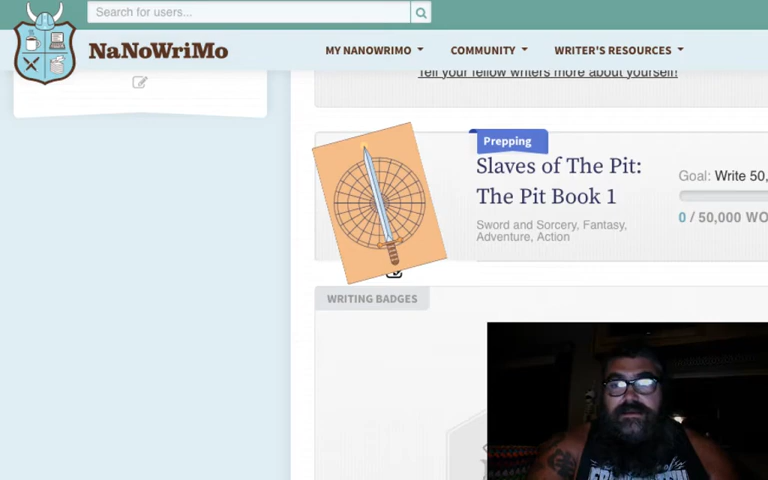 Search for users...
NaNoWriMo
MY NANOWRIMO
COMMUNITY
WRITER'S RESOURCES
Tell your fellow writers more about yourself!
Prepping
Slaves of The Pit:
The Pit Book 1
Goal: Write 50,
0 / 50,000 WO
Sword and Sorcery, Fantasy,
Adventure, Action
WRITING BADGES